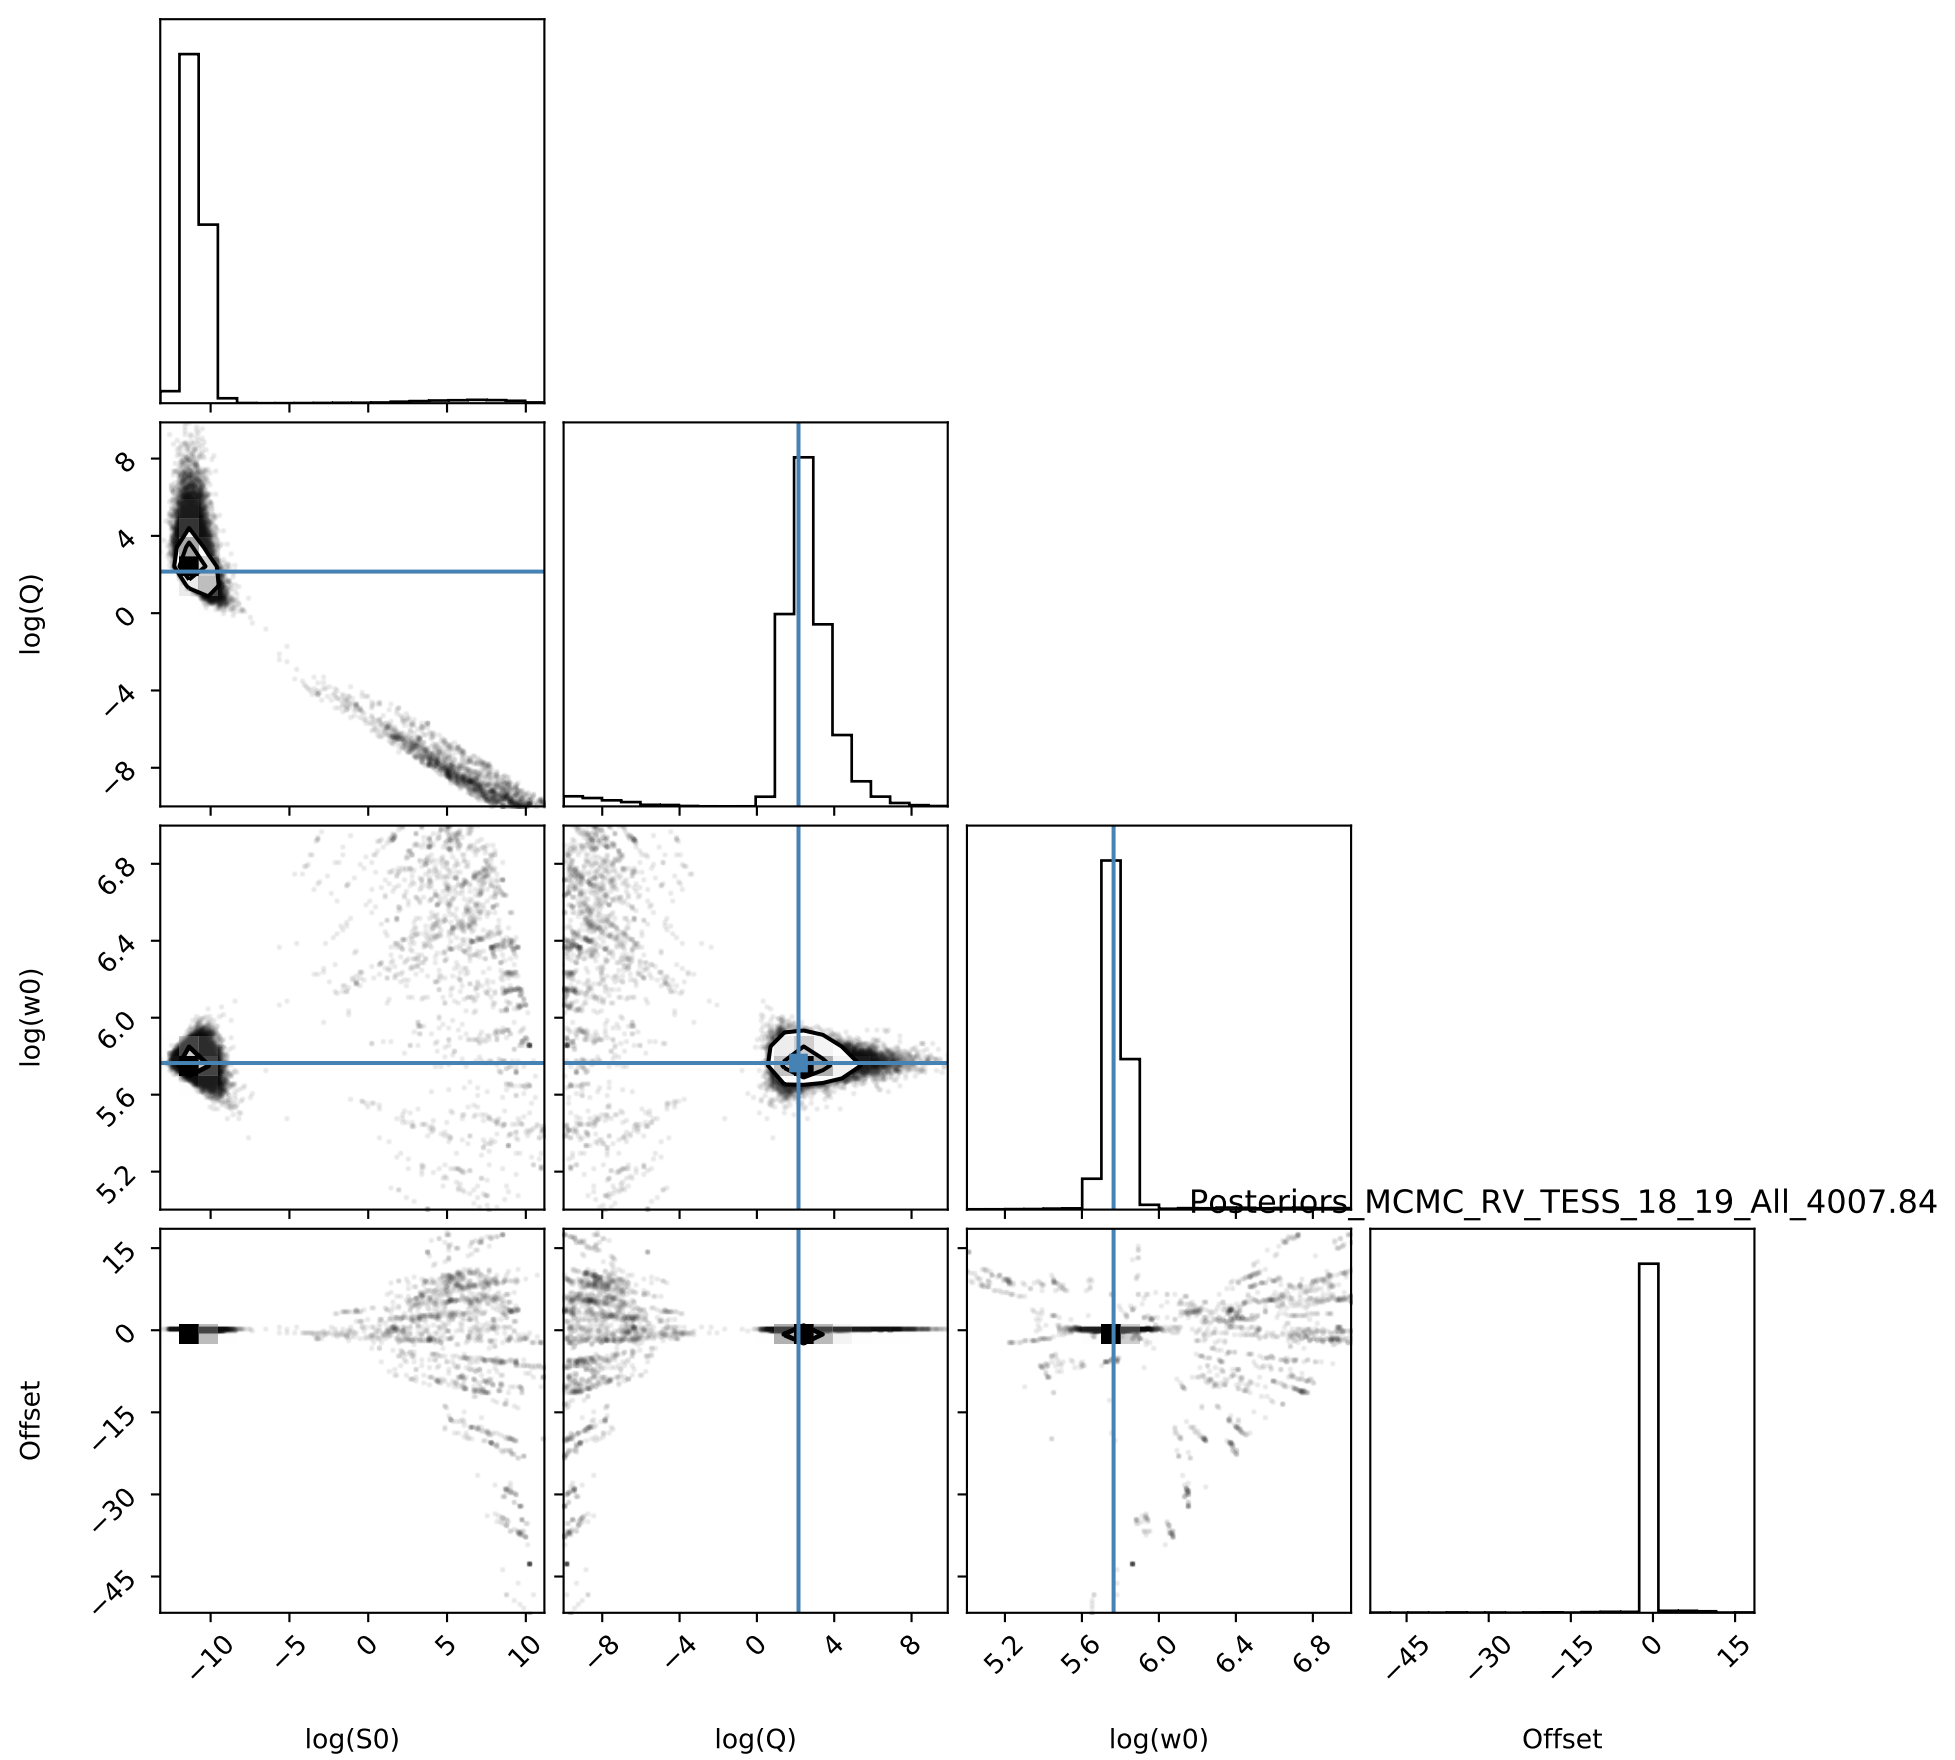 8
4
0
−4
−8
log(Q)
6.8
6.4
6.0
5.6
5.2
log(w0)
Posteriors_MCMC_RV_TESS_18_19_All_4007.84
15
0
−15
−30
−45
Offset
−10 −5 0 5 10 −8 −4 0 4 8 5.2 5.6 6.0 6.4 6.8 −45 −30 −15 0 15
log(S0) log(Q) log(w0) Offset